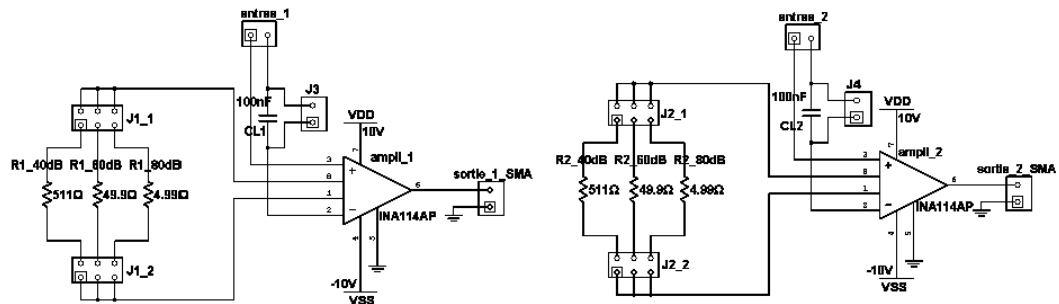 entree_1
J3
100nF
CL1
VDD
10V
J1_1
R1_40dB
R1_60dB
R1_80dB
511Ω
49.9Ω
4.99Ω
ampli_1
7
3
8
1
2
+
−
6
4
5
INA114AP
sortie_1_SMA
-10V
VSS
J1_2
entree_2
J4
100nF
CL2
VDD
10V
J2_1
R2_40dB
R2_60dB
R2_80dB
511Ω
49.9Ω
4.99Ω
ampli_2
7
3
8
1
2
+
−
6
4
5
INA114AP
sortie_2_SMA
-10V
VSS
J2_2